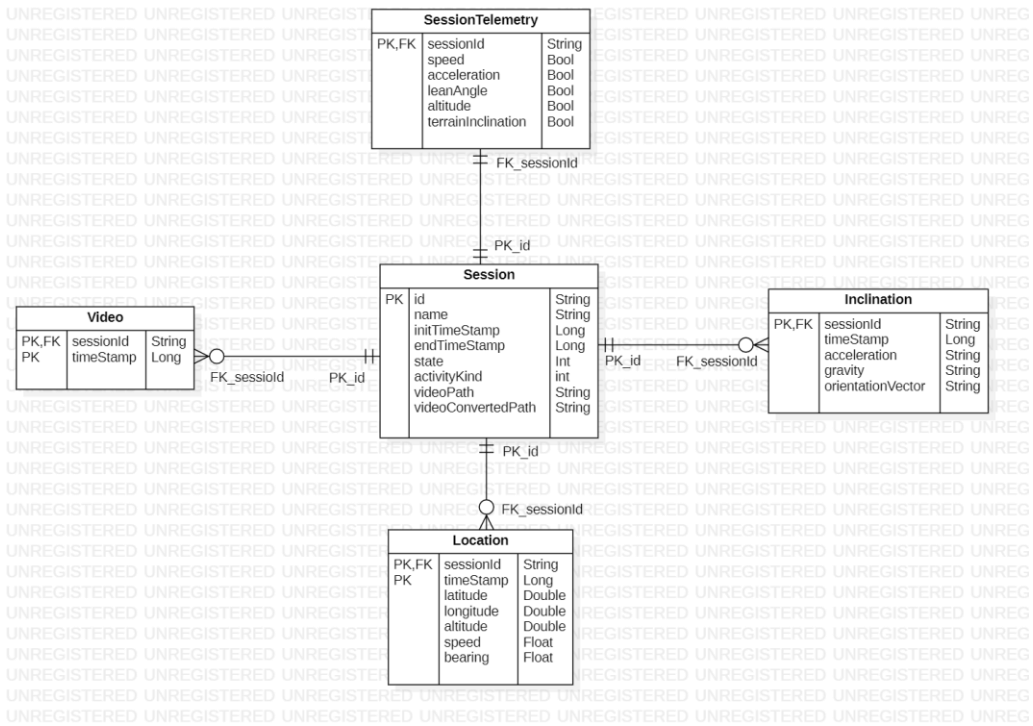 SessionTelemetry
PK,FK sessionId String
speed Bool
acceleration Bool
leanAngle Bool
altitude Bool
terrainInclination Bool
FK_sessionId
PK_id
Session
PK id String
name String
initTimeStamp Long
endTimeStamp Long
state Int
activityKind int
videoPath String
videoConvertedPath String
Video
PK,FK sessionId String
PK timeStamp Long
FK_sessioId
PK_id
Inclination
PK,FK sessionId String
timeStamp Long
acceleration String
gravity String
orientationVector String
PK_id
FK_sessionId
PK_id
FK_sessionId
Location
PK,FK sessionId String
PK timeStamp Long
latitude Double
longitude Double
altitude Double
speed Float
bearing Float
UNREGISTERED